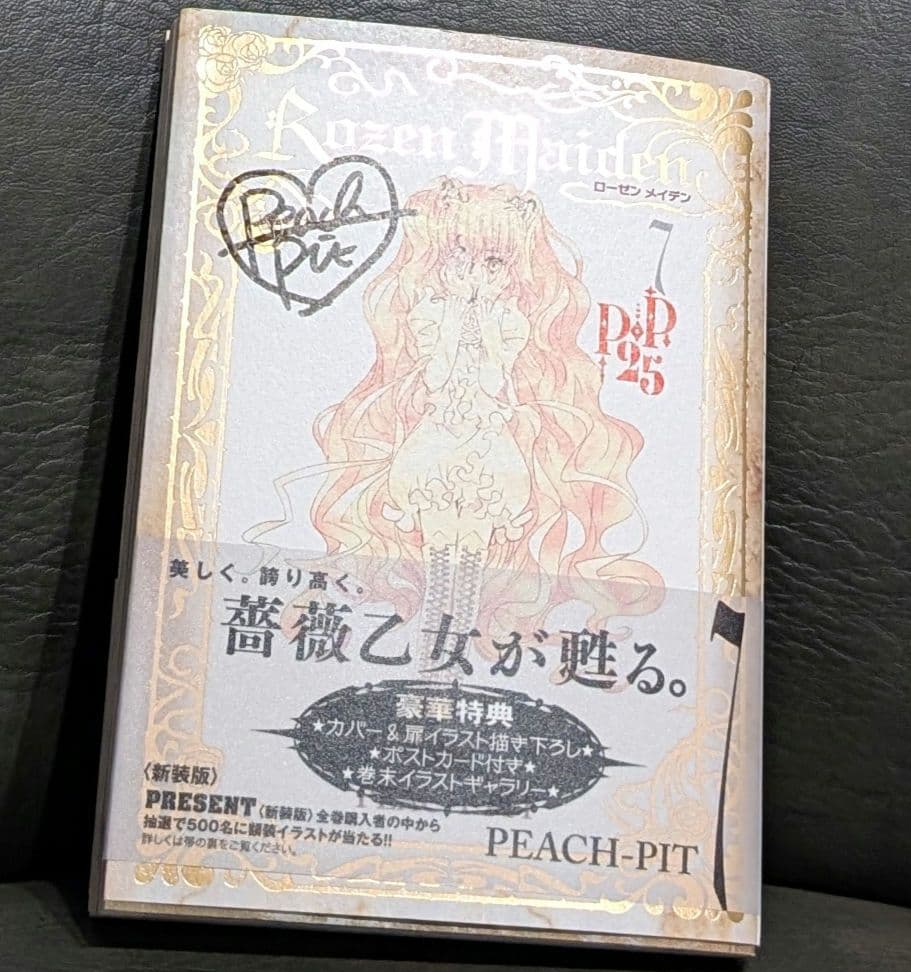 Rozen Maiden
ローゼン メイデン
Peach
Pit
7
P.P.
25
美しく。誇り高く。
薔薇乙女が甦る。
7
豪華特典
★カバー&扉イラスト描き下ろし★
★ポストカード付き★
★巻末イラストギャラリー★
〈新装版〉
PRESENT〈新装版〉全巻購入者の中から
抽選で500名に額装イラストが当たる!!
詳しくは帯の裏をご覧ください。
PEACH-PIT